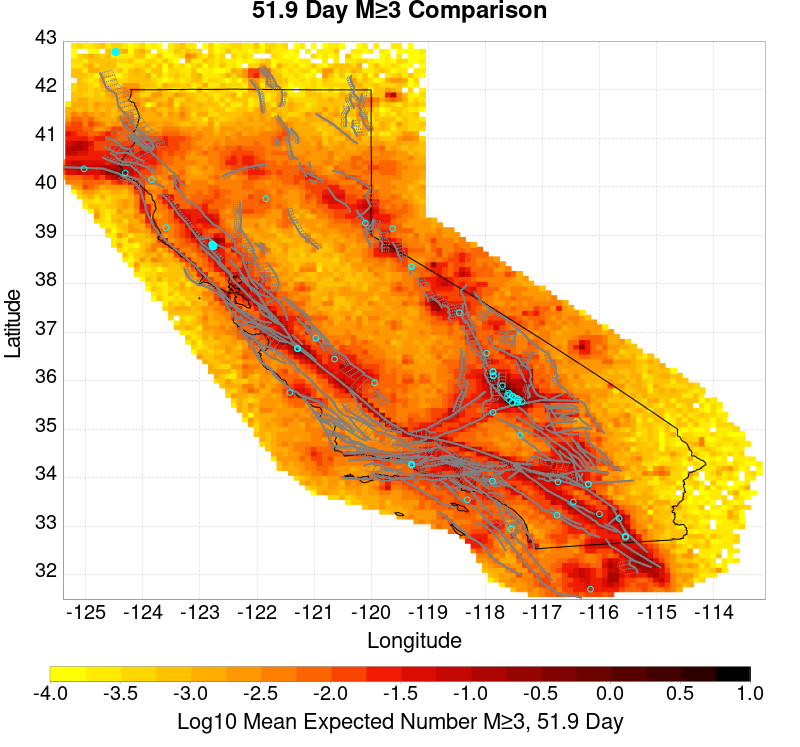 51.9 Day M≥3 Comparison
43
42
41
40
39
38
37
36
35
34
33
32
Latitude
-125 -124 -123 -122 -121 -120 -119 -118 -117 -116 -115 -114
Longitude
-4.0 -3.5 -3.0 -2.5 -2.0 -1.5 -1.0 -0.5 0.0 0.5 1.0
Log10 Mean Expected Number M≥3, 51.9 Day